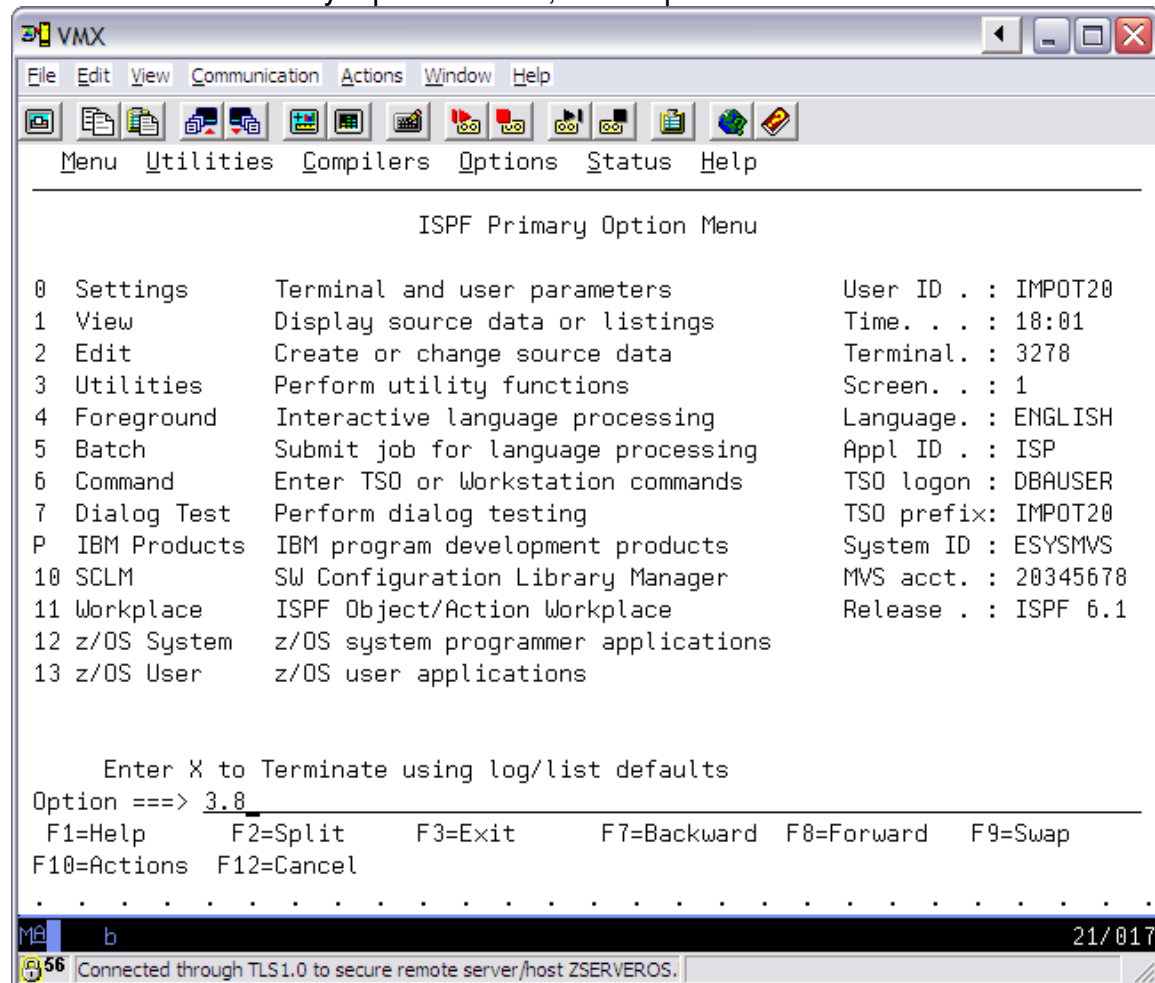 VMX
File Edit View Communication Actions Window Help
Menu Utilities Compilers Options Status Help
ISPF Primary Option Menu
0 Settings Terminal and user parameters User ID . : IMPOT20
1 View Display source data or listings Time. . . : 18:01
2 Edit Create or change source data Terminal. : 3278
3 Utilities Perform utility functions Screen. . : 1
4 Foreground Interactive language processing Language. : ENGLISH
5 Batch Submit job for language processing Appl ID . : ISP
6 Command Enter TSO or Workstation commands TSO logon : DBAUSER
7 Dialog Test Perform dialog testing TSO prefix: IMPOT20
P IBM Products IBM program development products System ID : ESYSMVS
10 SCLM SW Configuration Library Manager MVS acct. : 20345678
11 Workplace ISPF Object/Action Workplace Release . : ISPF 6.1
12 z/OS System z/OS system programmer applications
13 z/OS User z/OS user applications
Enter X to Terminate using log/list defaults
Option ===> 3.8
F1=Help F2=Split F3=Exit F7=Backward F8=Forward F9=Swap
F10=Actions F12=Cancel
. . . . . . . . . . . . . . . . . . . . . . . . . . .
MA b 21/017
56 Connected through TLS1.0 to secure remote server/host ZSERVEROS.